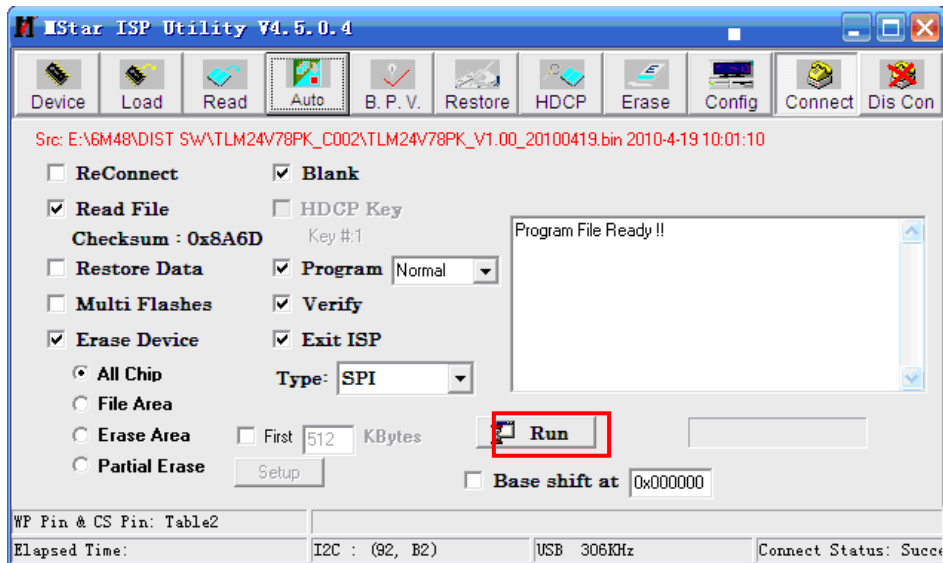 MStar ISP Utility V4.5.0.4
Device Load Read Auto B. P. V. Restore HDCP Erase Config Connect Dis Con
Src: E:\6M48\DIST SW\TLM24V78PK_C002\TLM24V78PK_V1.00_20100419.bin 2010-4-19 10:01:10
ReConnect Blank
Read File HDCP Key
Checksum : 0x8A6D Key #:1
Program File Ready !!
Restore Data Program Normal
Multi Flashes Verify
Erase Device Exit ISP
All Chip Type: SPI
File Area
Erase Area First 512 KBytes Run
Partial Erase Setup
Base shift at 0x000000
WP Pin & CS Pin: Table2
Elapsed Time: I2C : (92, B2) USB 306KHz Connect Status: Succe